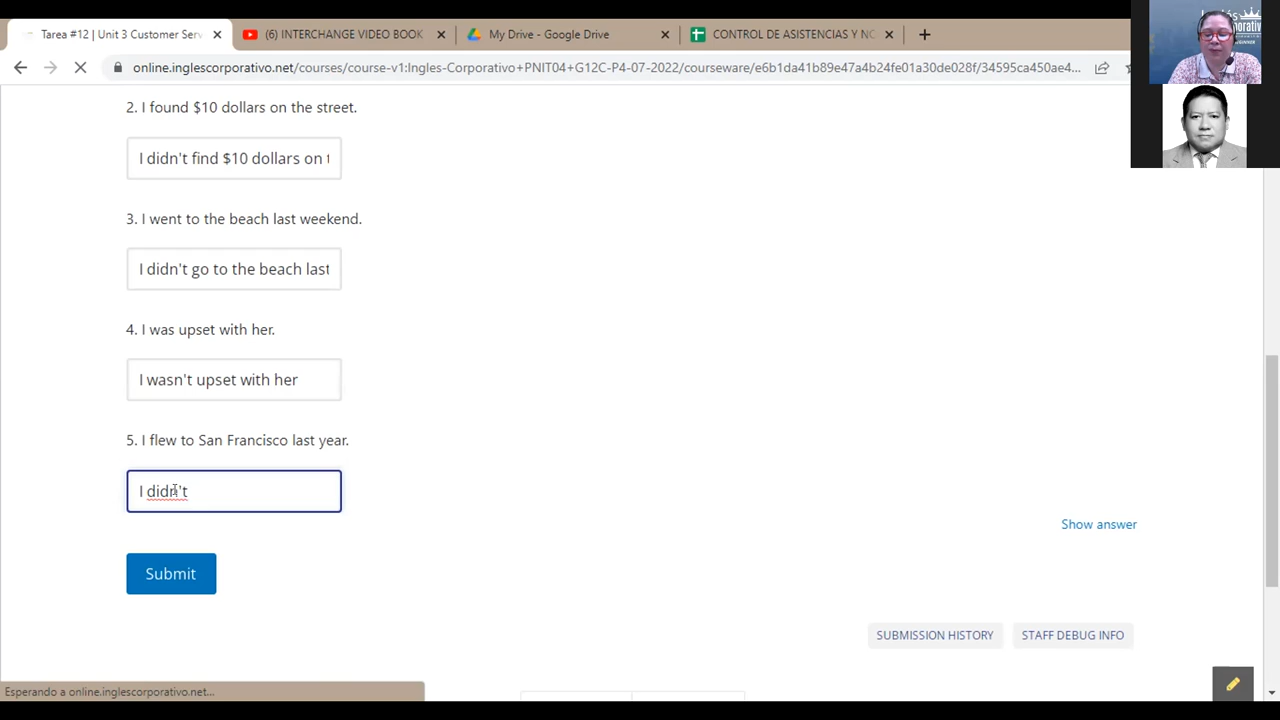 Tarea #12 | Unit 3 Customer Serv
(6) INTERCHANGE VIDEO BOOK
My Drive - Google Drive
CONTROL DE ASISTENCIAS Y NO
online.inglescorporativo.net/courses/course-v1:Ingles-Corporativo+PNIT04+G12C-P4-07-2022/courseware/e6b1da41b89e47a4b24fe01a30de028f/34595ca450ae4...
2. I found $10 dollars on the street.
I didn't find $10 dollars on t
3. I went to the beach last weekend.
I didn't go to the beach last
4. I was upset with her.
I wasn't upset with her
5. I flew to San Francisco last year.
I didn't
Show answer
Submit
SUBMISSION HISTORY
STAFF DEBUG INFO
Esperando a online.inglescorporativo.net...